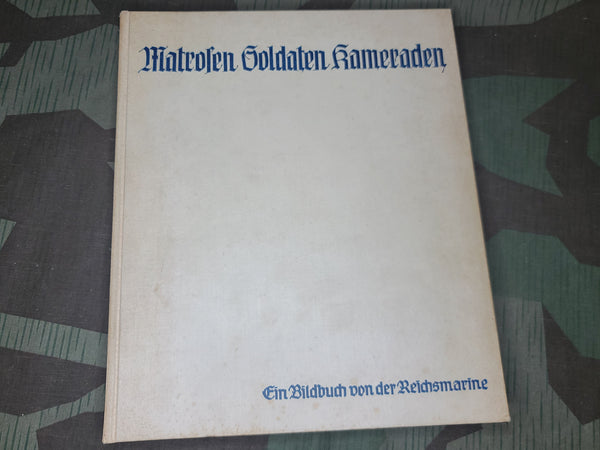 Matrosen Soldaten Kameraden
Ein Bildbuch von der Reichsmarine